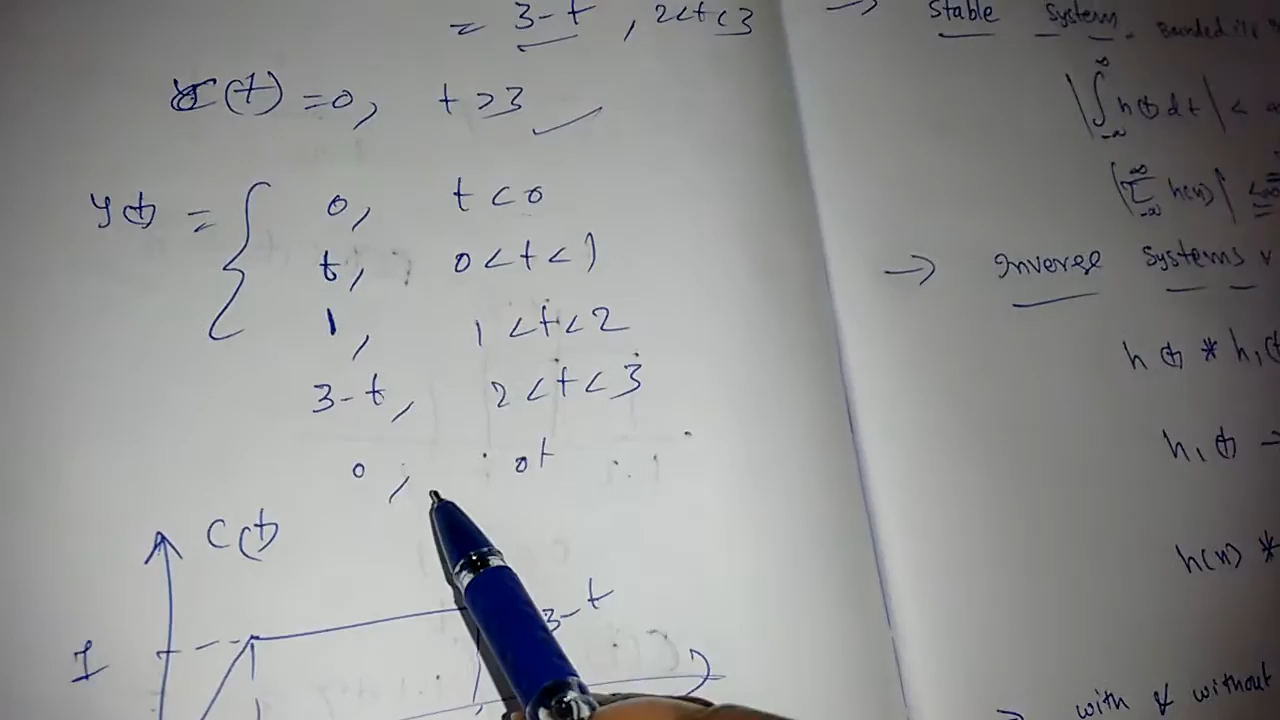 = 3-t , 2<t<3
(t) =0, t >3
y(t) = { 0, t<0
t, 0<t<1
1, 1<t<2
3-t, 2<t<3
0, ot
C(t)
1
3-t
→ Stable System. Bounded i/p
|∫ h(t)dt| <
-∞ ∞
|Σ h(n)| <∞
-∞ ∞
→ Inverse Systems
h(t) * h1(t
h1(t) →
h(n) *
→ with & without